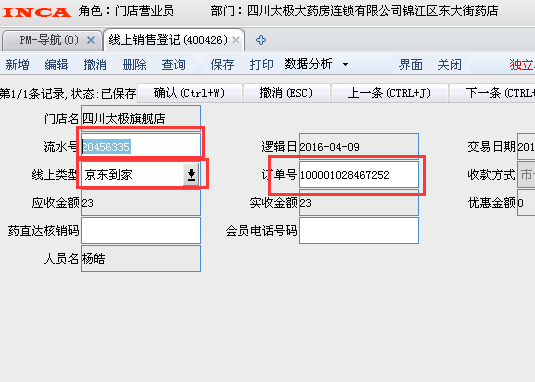 INCA 角色：门店营业员 部门：四川太极大药房连锁有限公司锦江区东大街药店
PM-导航(0) 线上销售登记(400426)
新增 编辑 撤消 删除 查询 保存 打印 数据分析 界面 关闭 独立
第1/1条记录,状态:已保存 确认(Ctrl+W) 撤消(ESC) 上一条(CTRL+J) 下一条(CTRL+
门店名 四川太极旗舰店
流水号 20456335 逻辑日 2016-04-09 交易日期 201
线上类型 京东到家 订单号 100001028467252 收款方式 市
应收金额 23 实收金额 23 优惠金额 0
药直达核销码 会员电话号码
人员名 杨皓